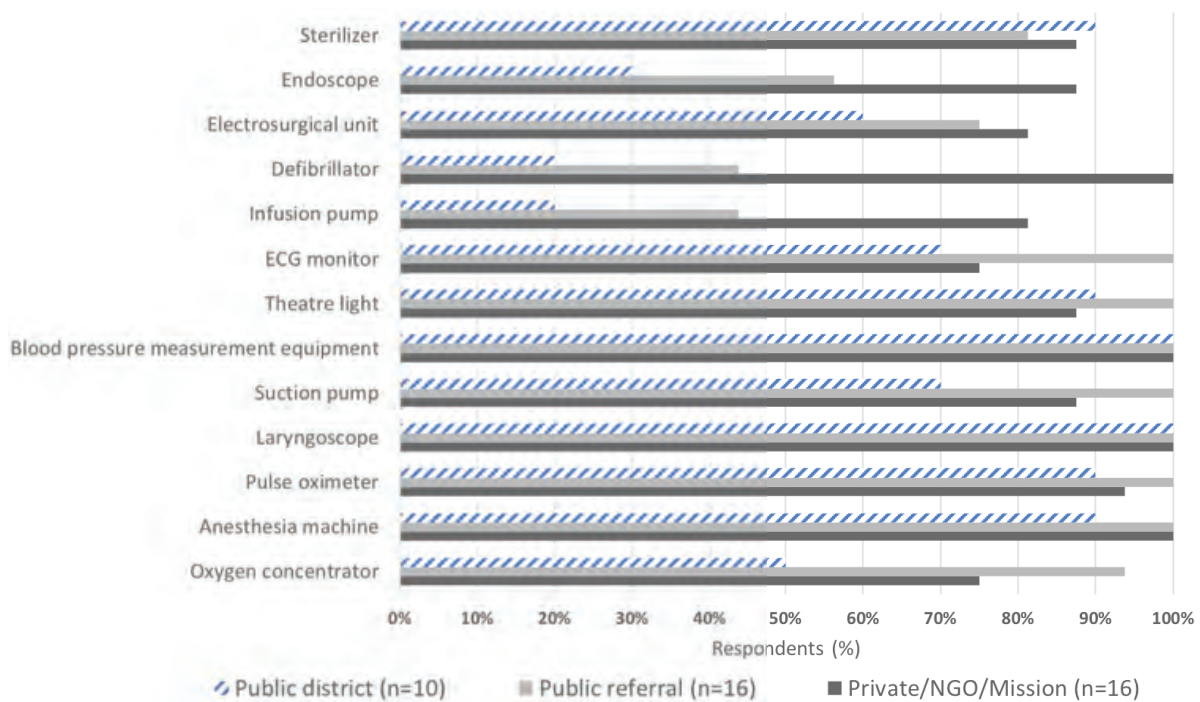 Sterilizer
Endoscope
Electrosurgical unit
Defibrillator
Infusion pump
ECG monitor
Theatre light
Blood pressure measurement equipment
Suction pump
Laryngoscope
Pulse oximeter
Anesthesia machine
Oxygen concentrator
0% 10% 20% 30% 40% 50% 60% 70% 80% 90% 100%
Respondents (%)
Public district (n=10) Public referral (n=16) Private/NGO/Mission (n=16)